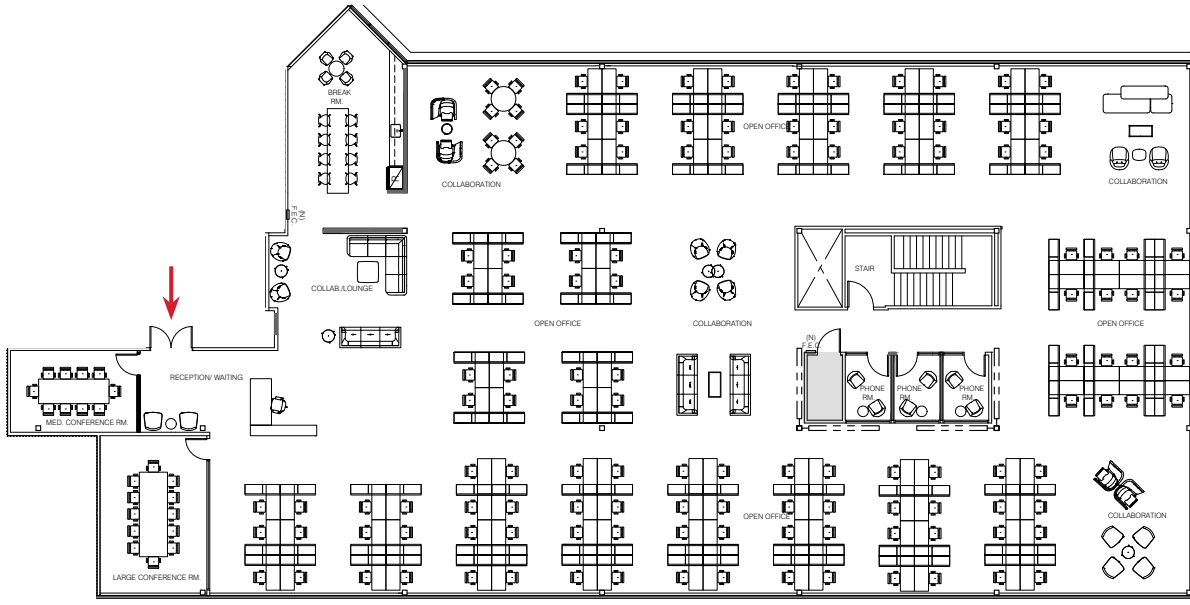 BREAK
RM.
OPEN OFFICE
COLLABORATION
COLLABORATION
(N)
F.E.C.
STAIR
COLLAB./LOUNGE
OPEN OFFICE
COLLABORATION
OPEN OFFICE
(N)
F.E.C.
RECEPTION/ WAITING
PHONE
RM.
PHONE
RM.
PHONE
RM.
MED. CONFERENCE RM.
OPEN OFFICE
COLLABORATION
LARGE CONFERENCE RM.